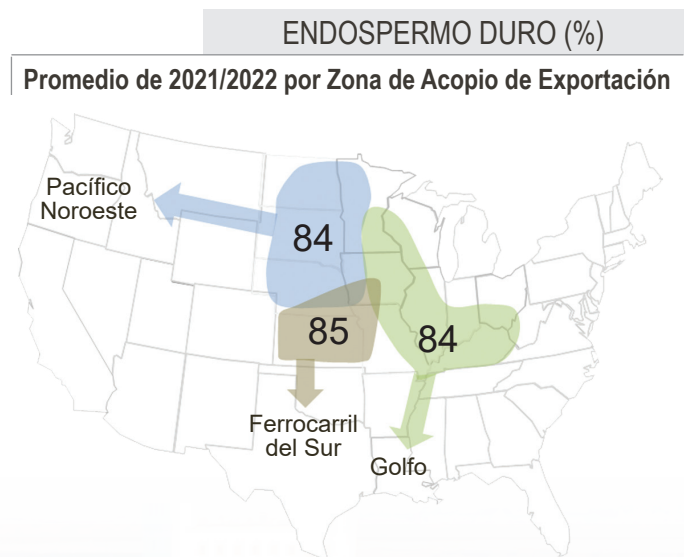 ENDOSPERMO DURO (%)
Promedio de 2021/2022 por Zona de Acopio de Exportación
Pacífico
Noroeste
84
85
84
Ferrocarril
del Sur
Golfo